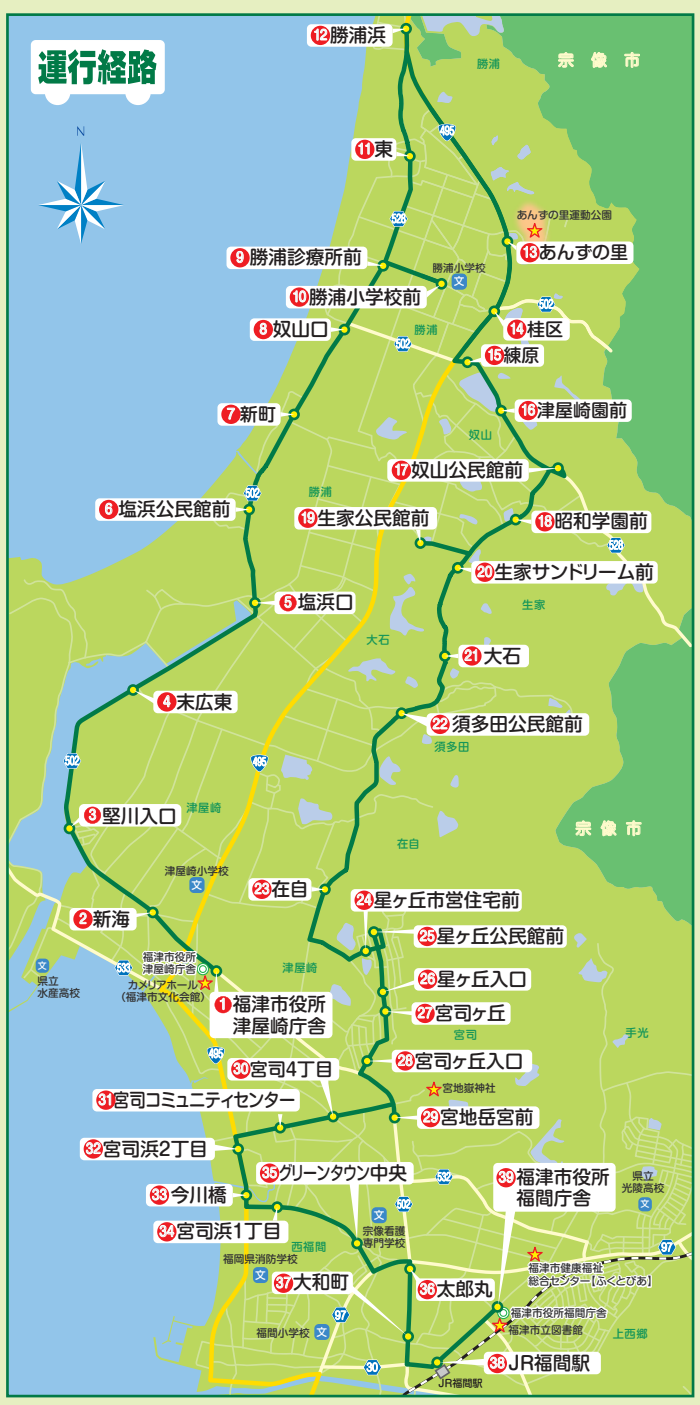 運行経路
N
⑫勝浦浜
勝浦
宗像市
495
⑪東
528
あんずの里運動公園
⑬あんずの里
⑨勝浦診療所前
勝浦小学校
文
⑩勝浦小学校前
502
⑧奴山口
勝浦
502
⑭桂区
⑮練原
⑦新町
⑯津屋崎園前
奴山
⑰奴山公民館前
502
勝浦
⑥塩浜公民館前
⑲生家公民館前
⑱昭和学園前
528
⑳生家サンドリーム前
⑤塩浜口
生家
大石
㉑大石
④末広東
㉒須多田公民館前
須多田
502
495
③堅川入口
津屋崎
宗像市
在自
津屋崎小学校
文
㉓在自
㉔星ヶ丘市営住宅前
②新海
㉕星ヶ丘公民館前
福津市役所
津屋崎庁舎
文
県立
水産高校
533
カメリアホール
(福津市文化会館)
津屋崎
㉖星ヶ丘入口
①福津市役所
津屋崎庁舎
㉗宮司ヶ丘
宮司
手光
495
㉚宮司4丁目
㉘宮司ヶ丘入口
宮地嶽神社
㉛宮司コミュニティセンター
㉙宮地岳宮前
㉜宮司浜2丁目
㉟グリーンタウン中央
532
㊴福津市役所
福間庁舎
県立
光陵高校
文
㉝今川橋
502
文
宗像看護
専門学校
㉞宮司浜1丁目
西福間
97
福岡県消防学校
文
福津市健康福祉
総合センター【ふくとぴあ】
㊲大和町
㊱太郎丸
97
福津市役所福間庁舎
福間小学校
文
福津市立図書館
上西郷
30
㊳JR福間駅
JR福間駅